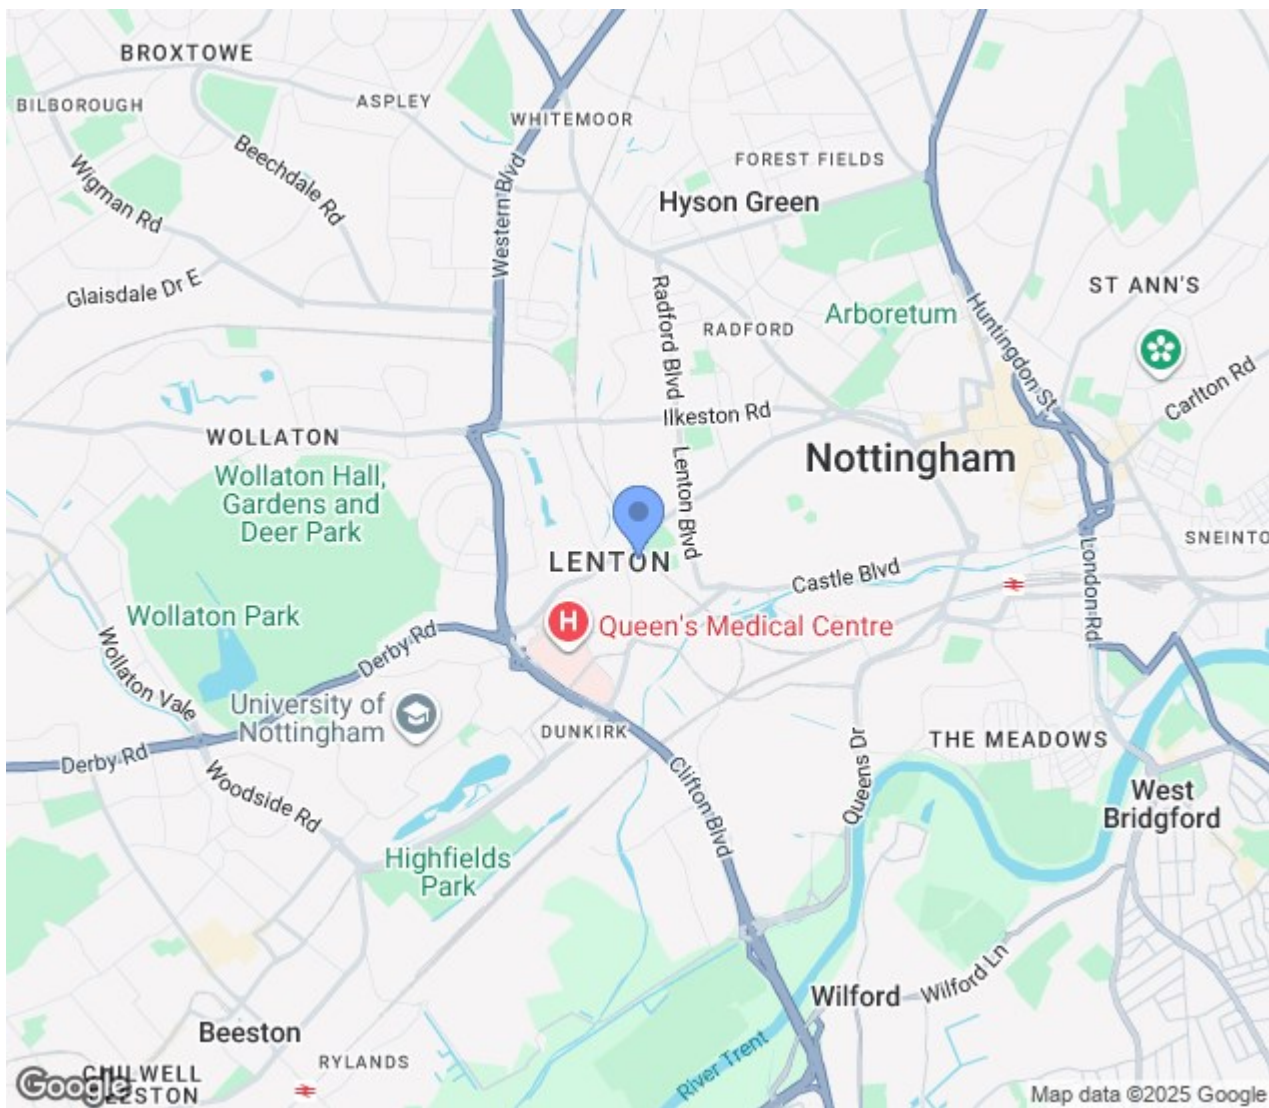 BROXTOWE
BILBOROUGH
ASPLEY
WHITEMOOR
Beechdale Rd
Wigman Rd
FOREST FIELDS
Hyson Green
Western Blvd
Glaisdale Dr E
ST ANN'S
Radford Blvd
RADFORD
Arboretum
Huntingdon St
Carlton Rd
Ilkeston Rd
WOLLATON
Nottingham
Wollaton Hall,
Gardens and
Deer Park
Lenton Blvd
LENTON
SNEINTO
London Rd
Castle Blvd
Wollaton Park
H
Queen's Medical Centre
Derby Rd
Wollaton Vale
University of
Nottingham
DUNKIRK
THE MEADOWS
Derby Rd
Woodside Rd
Clifton Blvd
Queens Dr
West
Bridgford
Highfields
Park
Wilford
Wilford Ln
Beeston
RYLANDS
River Trent
CHILWELL
BEESTON
Google
Map data ©2025 Google